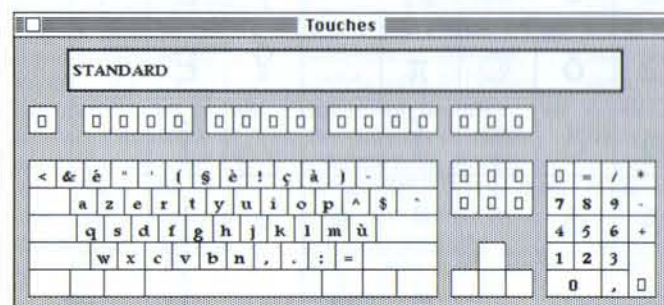 Touches
STANDARD
< & é " ' ( § è ! ç à ) -
= / *
a z e r t y u i o p ^ $ `
7 8 9 -
q s d f g h j k l m ù
4 5 6 +
w x c v b n , . : =
1 2 3
0 ,